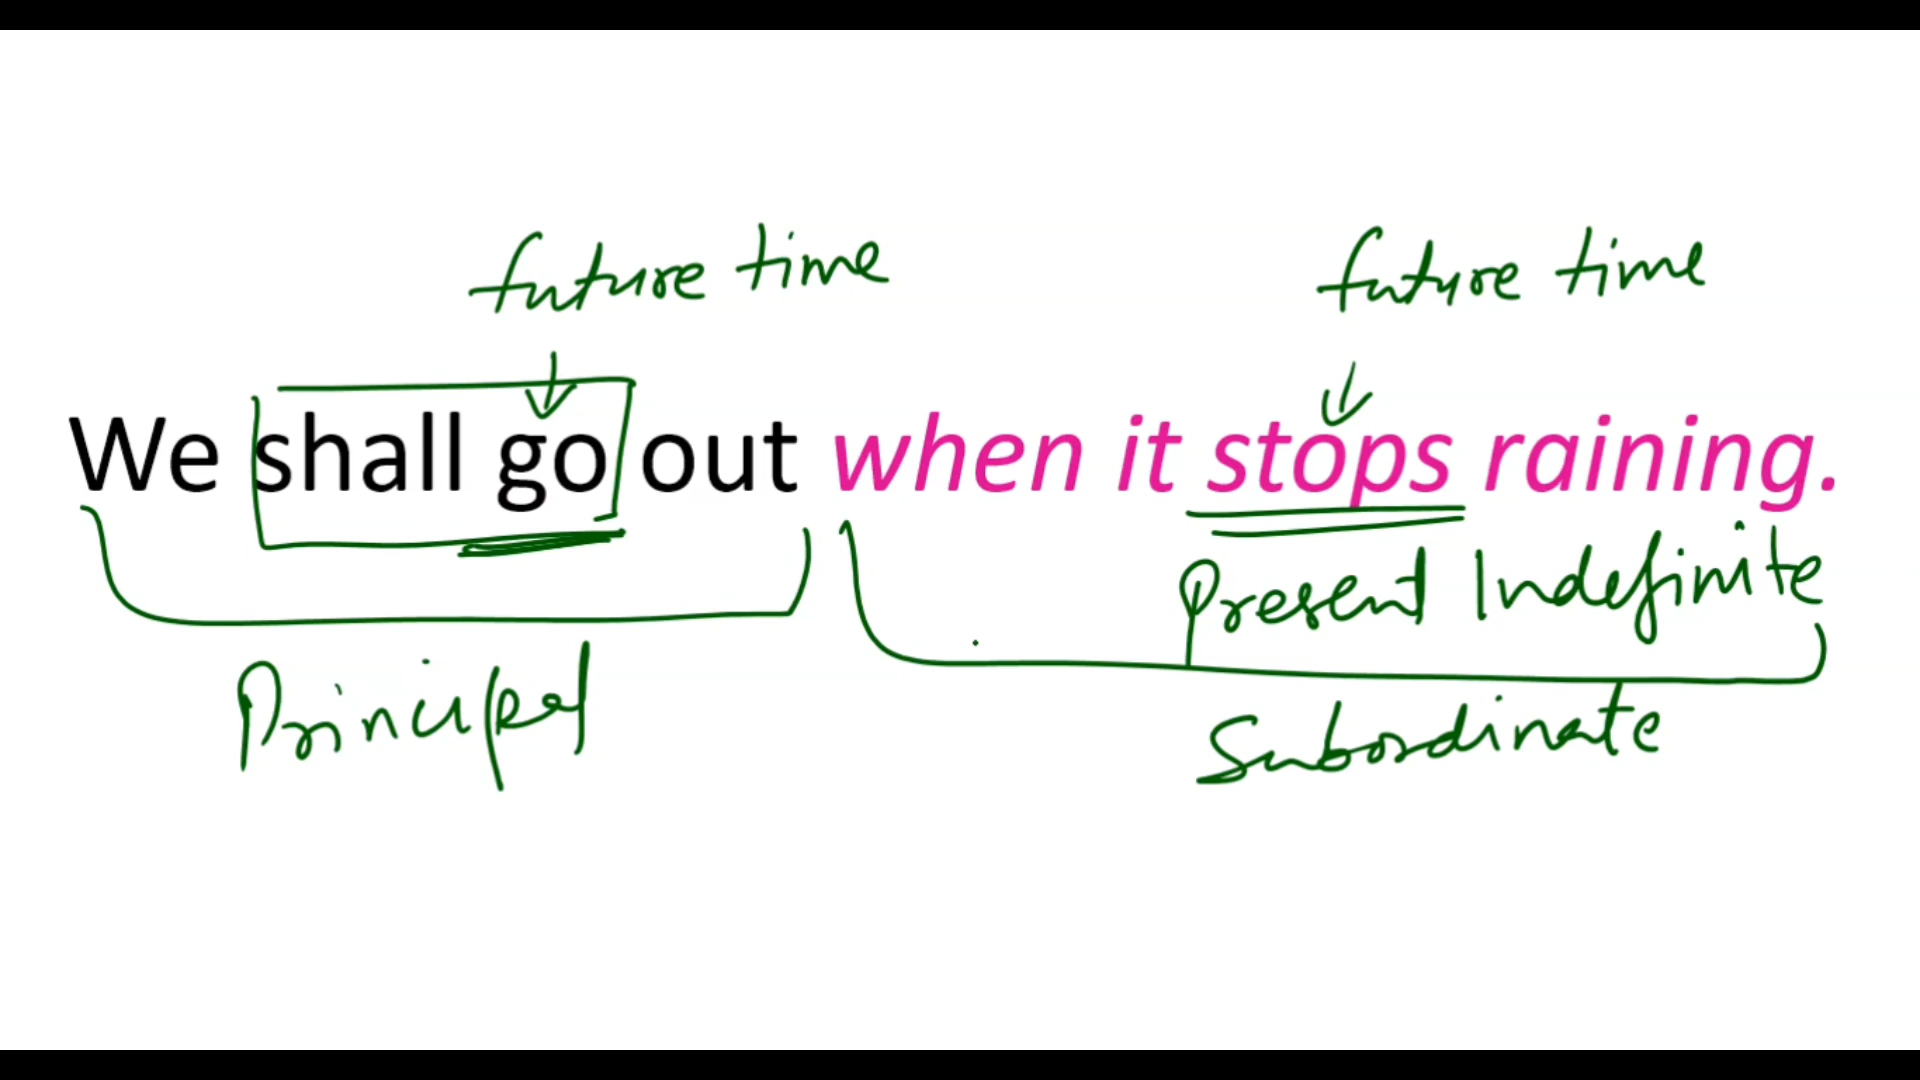 future time future time
We shall go out when it stops raining.
Present Indefinite
Principal Subordinate